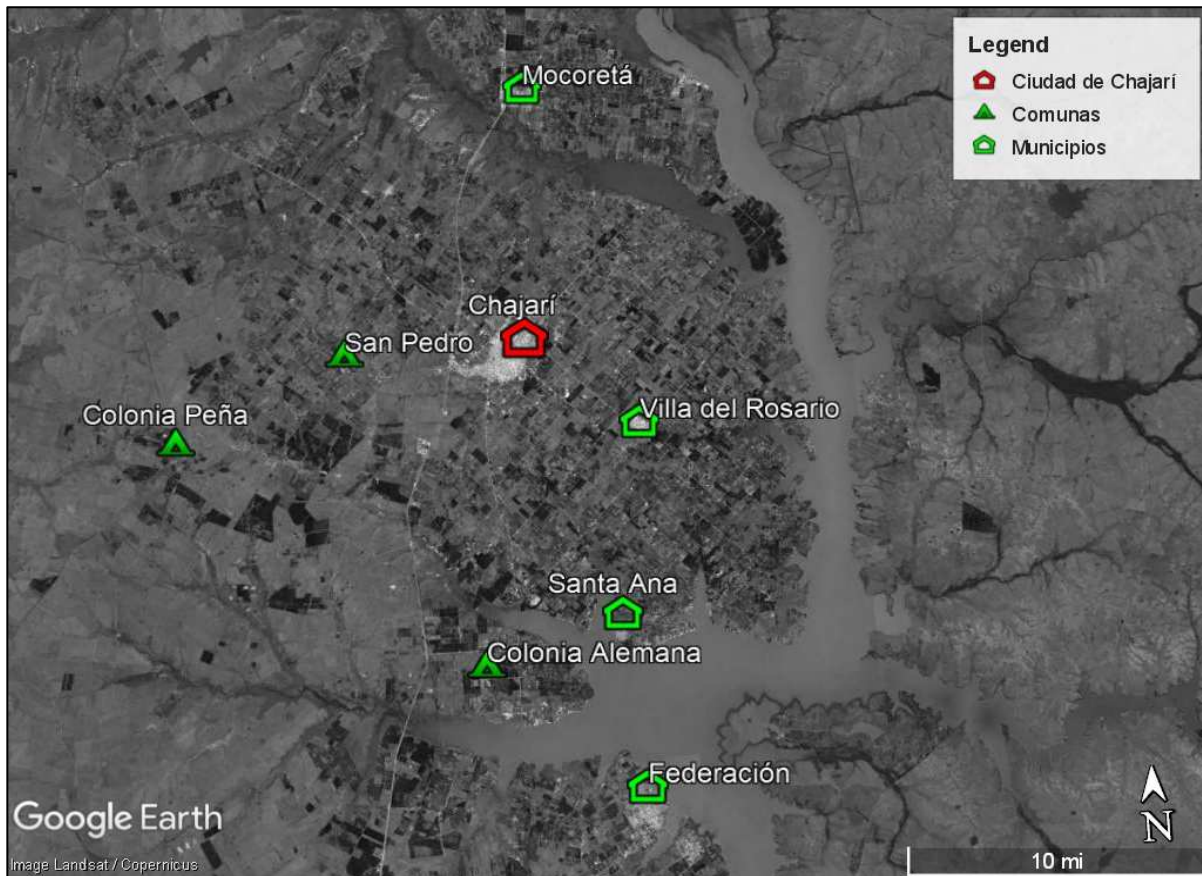 Mocoretá
Legend
Ciudad de Chajarí
Comunas
Municipios
Chajarí
San Pedro
Colonia Peña
Villa del Rosario
Santa Ana
Colonia Alemana
Federación
Google Earth
N
Image Landsat / Copernicus
10 mi